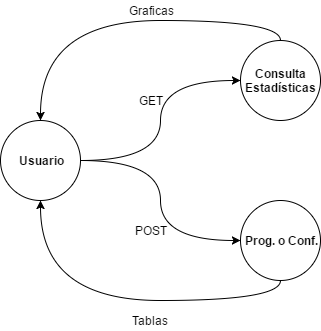 Graficas
Consulta
Estadísticas
GET
Usuario
POST
Prog. o Conf.
Tablas